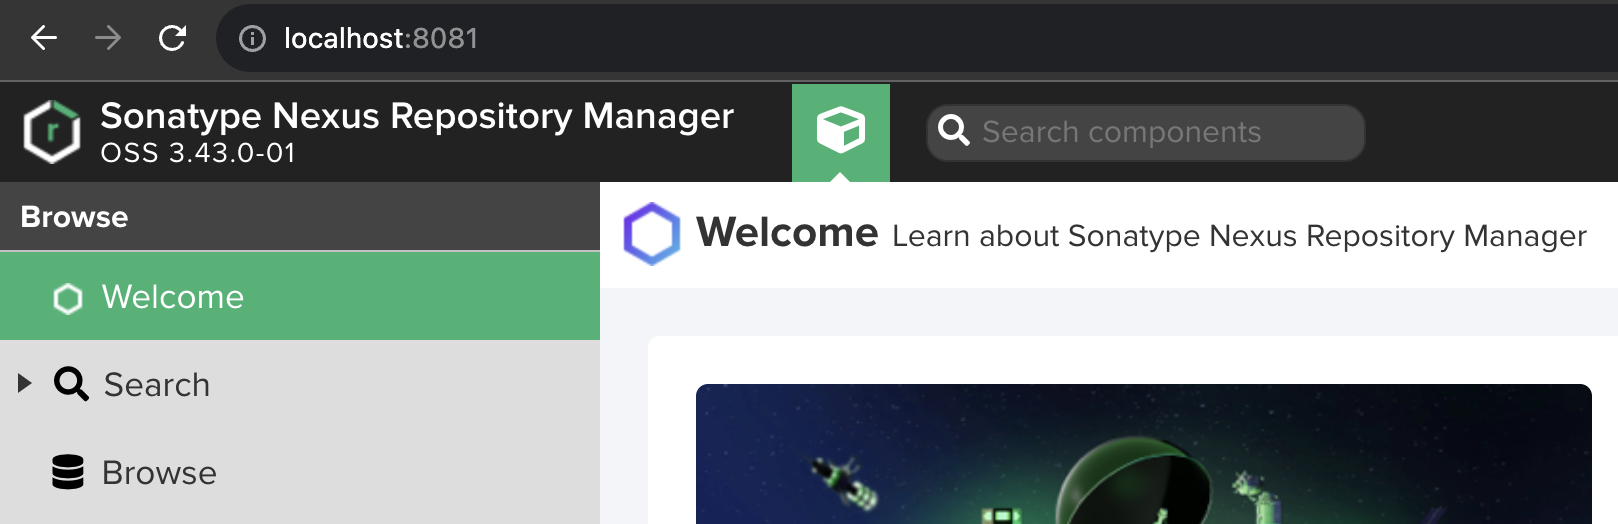 localhost:8081
Sonatype Nexus Repository Manager
OSS 3.43.0-01
Search components
Browse
Welcome Learn about Sonatype Nexus Repository Manager
Welcome
Search
Browse